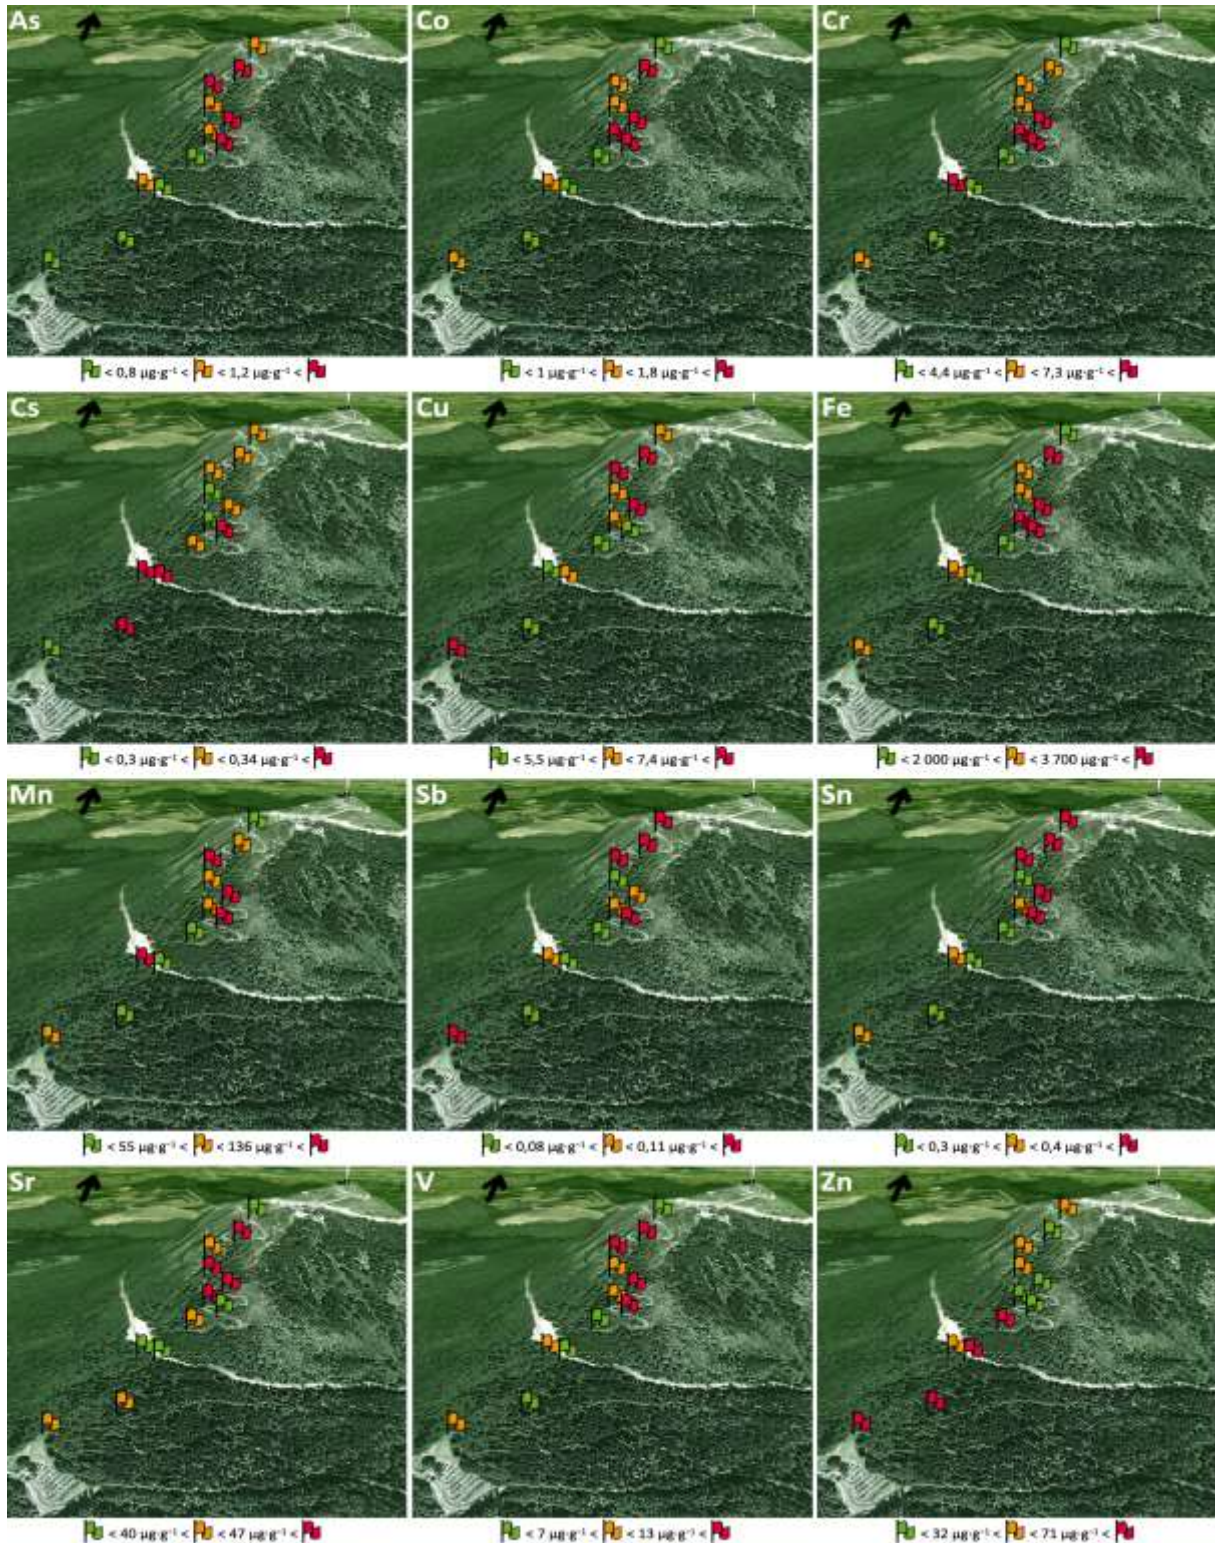 As Co Cr
< 0,8 µg·g⁻¹ < < 1,2 µg·g⁻¹ < < 1 µg·g⁻¹ < < 1,8 µg·g⁻¹ < < 4,4 µg·g⁻¹ < < 7,3 µg·g⁻¹ <
Cs Cu Fe
< 0,3 µg·g⁻¹ < < 0,34 µg·g⁻¹ < < 5,5 µg·g⁻¹ < < 7,4 µg·g⁻¹ < < 2 000 µg·g⁻¹ < < 3 700 µg·g⁻¹ <
Mn Sb Sn
< 55 µg·g⁻¹ < < 136 µg·g⁻¹ < < 0,08 µg·g⁻¹ < < 0,11 µg·g⁻¹ < < 0,3 µg·g⁻¹ < < 0,4 µg·g⁻¹ <
Sr V Zn
< 40 µg·g⁻¹ < < 47 µg·g⁻¹ < < 7 µg·g⁻¹ < < 13 µg·g⁻¹ < < 32 µg·g⁻¹ < < 71 µg·g⁻¹ <